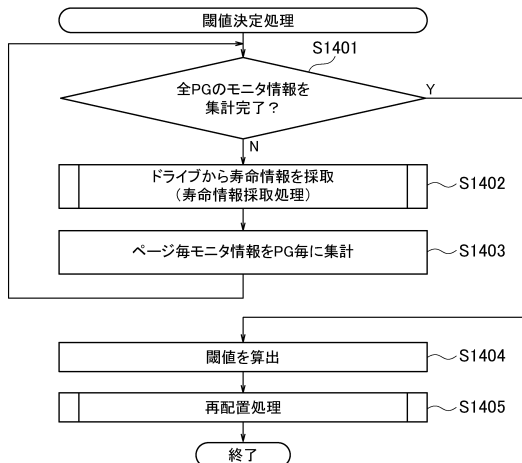 閾値決定処理
S1401
全PGのモニタ情報を
集計完了？
Y
N
ドライブから寿命情報を採取
(寿命情報採取処理)
S1402
ページ毎モニタ情報をPG毎に集計
S1403
閾値を算出
S1404
再配置処理
S1405
終了